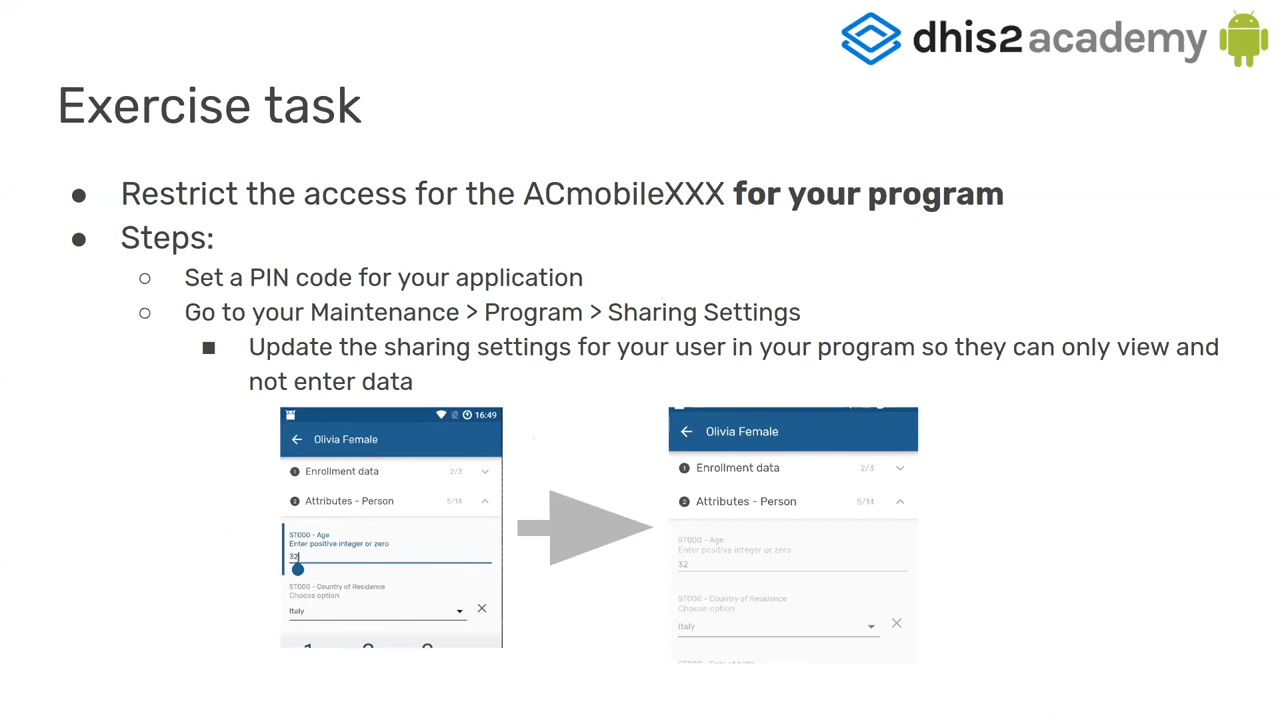 dhis2 academy
Exercise task
● Restrict the access for the ACmobileXXX for your program
● Steps:
○ Set a PIN code for your application
○ Go to your Maintenance > Program > Sharing Settings
■ Update the sharing settings for your user in your program so they can only view and
not enter data
16:49
Olivia Female
1 Enrollment data 2/3
2 Attributes - Person 5/14
ST000 - Age
Enter positive integer or zero
32
ST000 - Country of Residence
Choose option
Italy
Olivia Female
1 Enrollment data 2/3
2 Attributes - Person 5/14
ST000 - Age
Enter positive integer or zero
32
ST000 - Country of Residence
Choose option
Italy